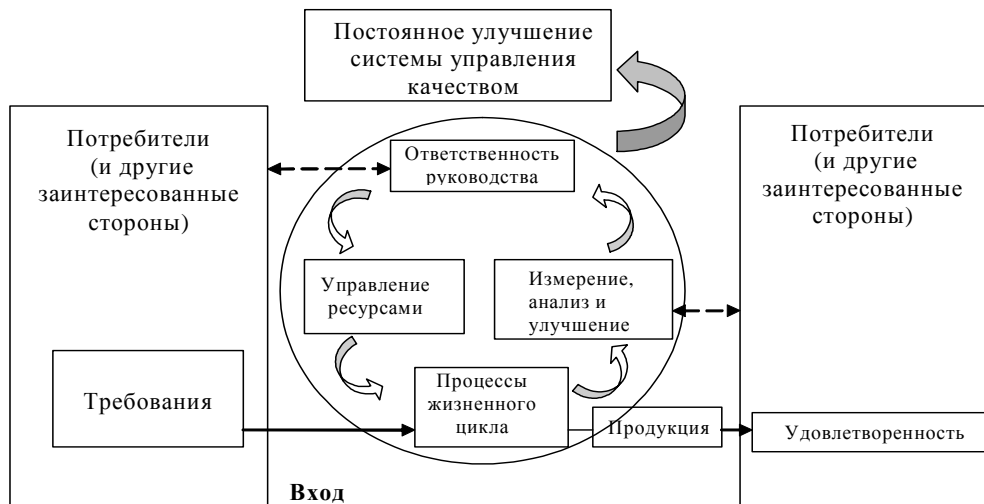 Постоянное улучшение
системы управления
качеством
Потребители
(и другие
заинтересованные
стороны)
Ответственность
руководства
Потребители
(и другие
заинтересованные
стороны)
Управление
ресурсами
Измерение,
анализ и
улучшение
Требования
Процессы
жизненного
цикла
Продукция
Удовлетворенность
Вход